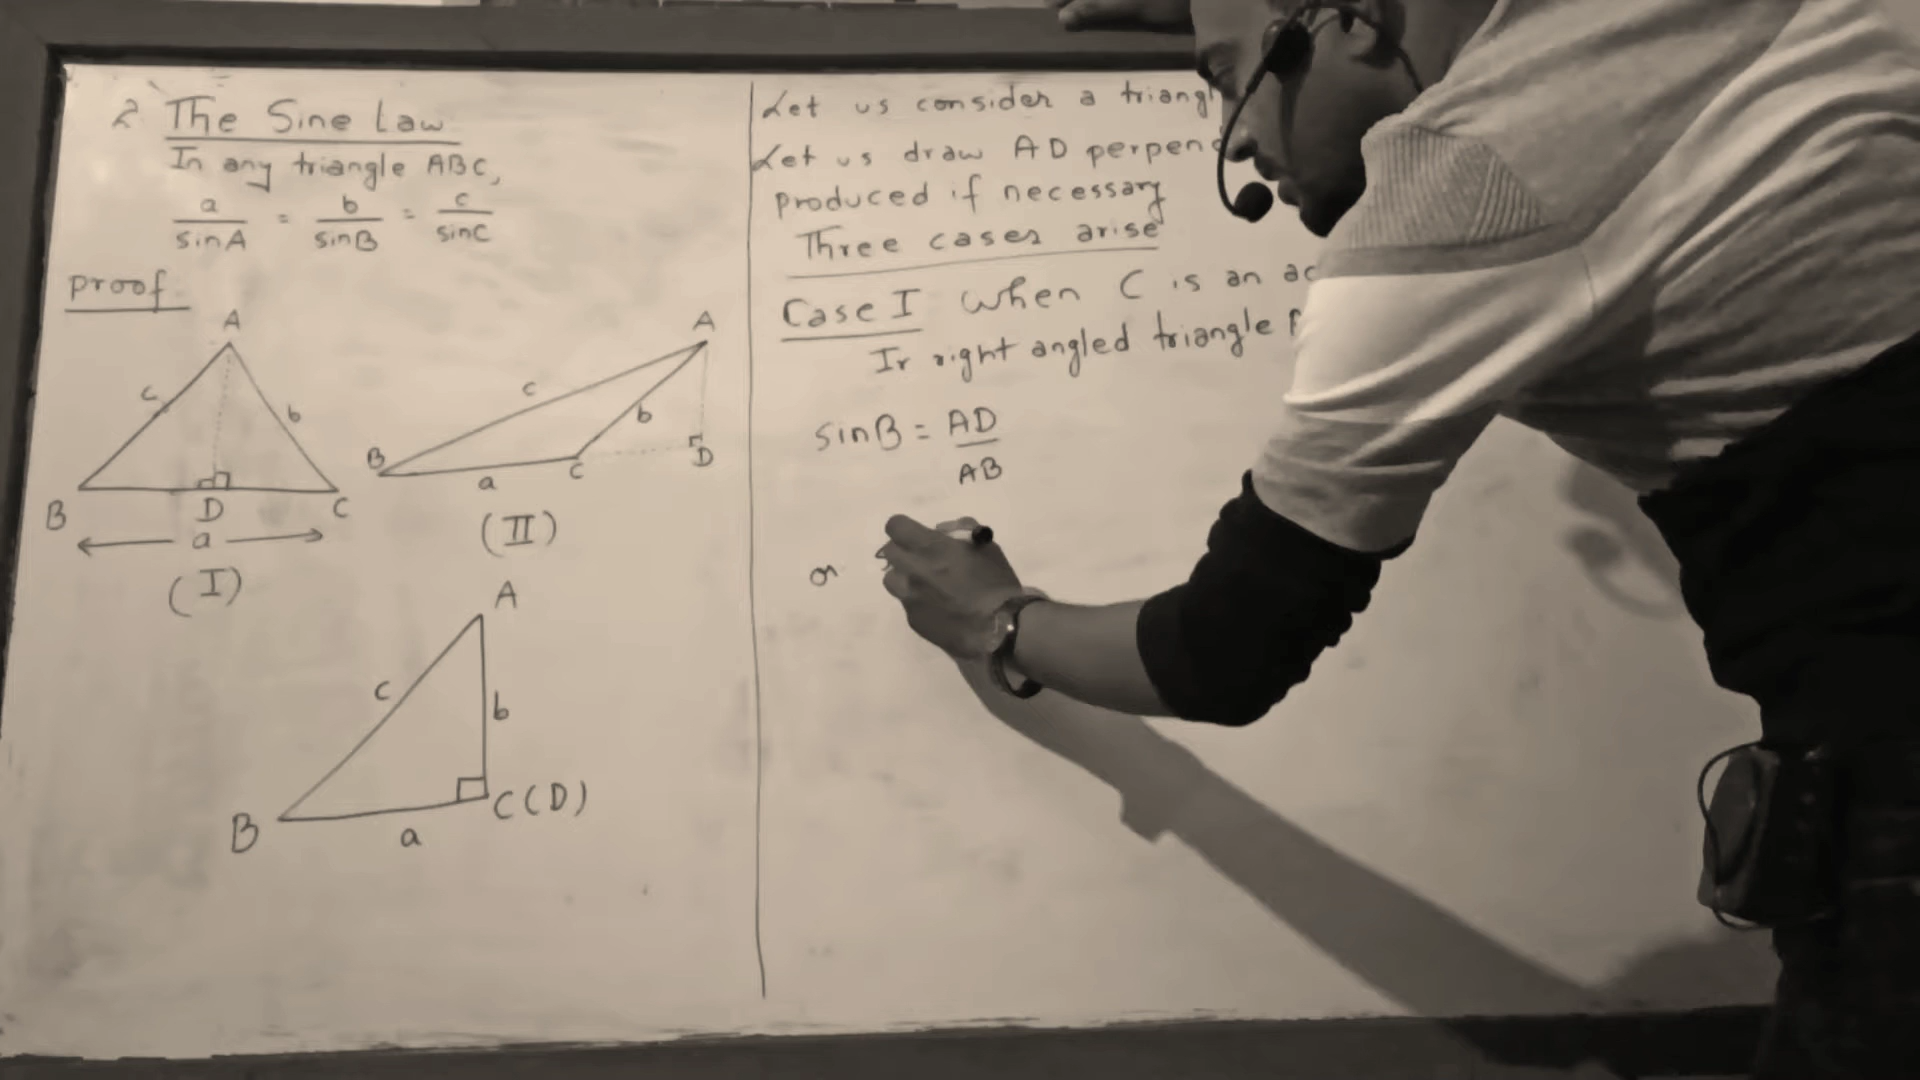 2 The Sine Law
In any triangle ABC,
a/sinA = b/sinB = c/sinC
proof
A
c
b
B
D
C
a
(I)
A
c
b
B
C
D
a
(II)
A
c
b
B
C(D)
a
Let us consider a triangl
Let us draw AD perpen
produced if necessary
Three cases arise
Case I When C is an ac
In right angled triangle
sinB = AD/AB
or